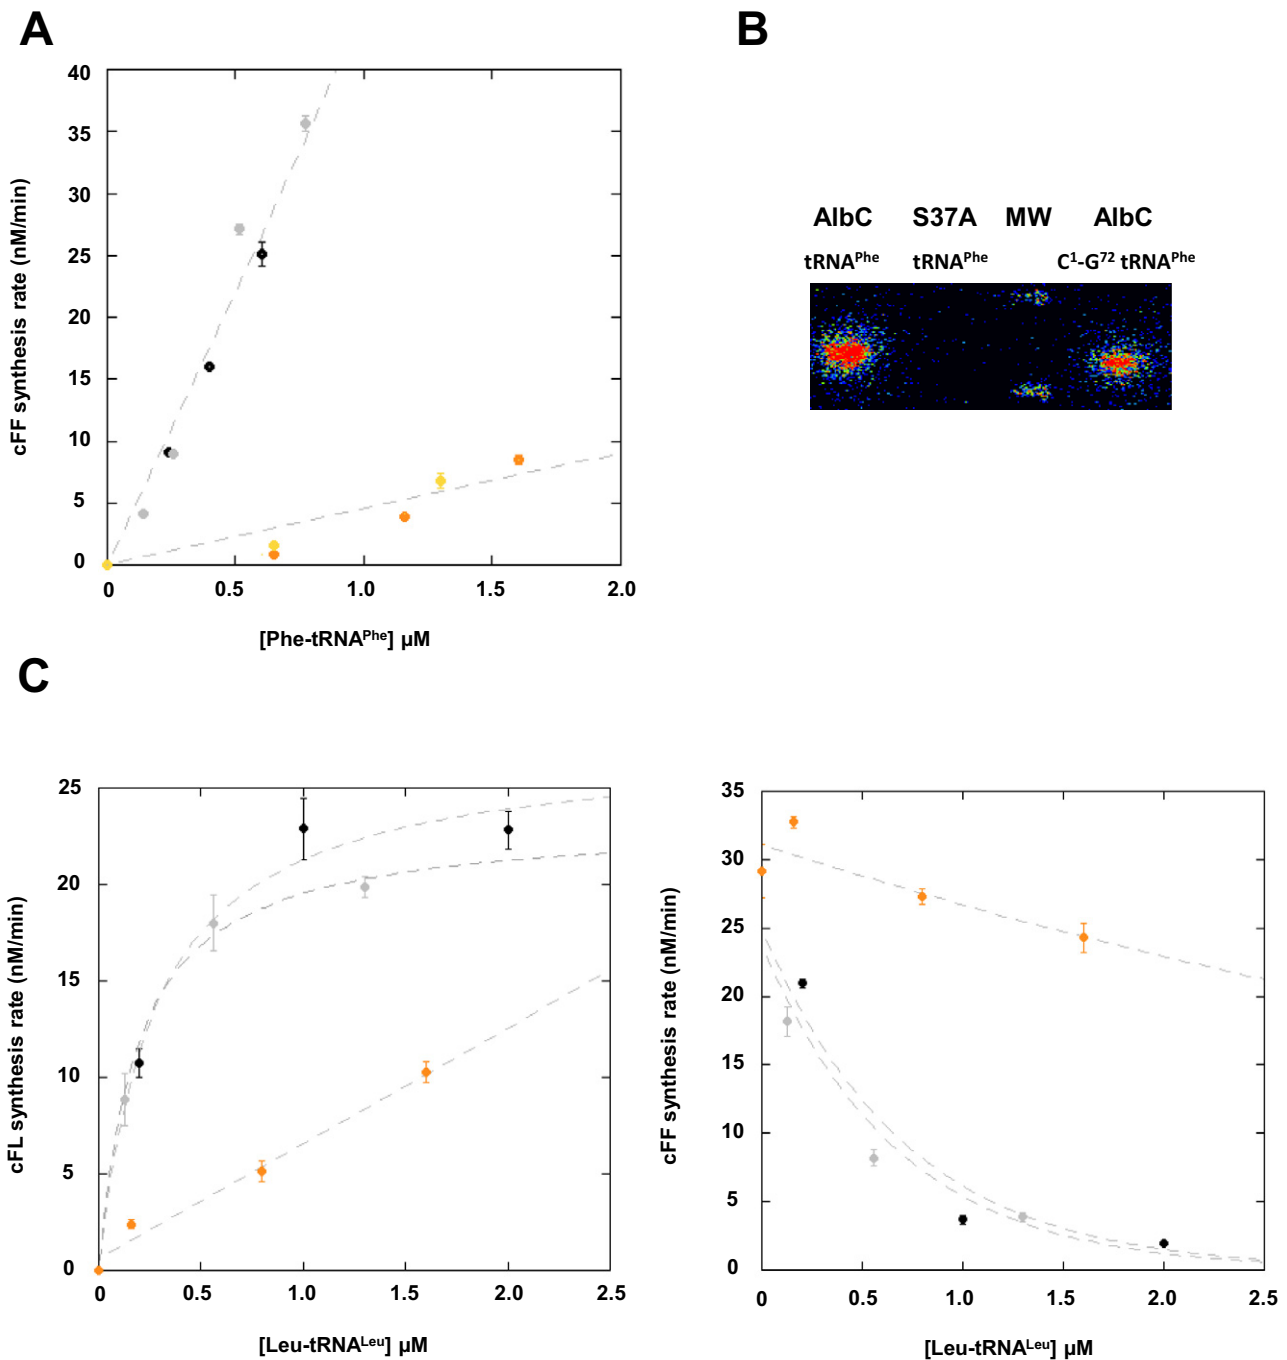 A
B
40
35
30
25
20
15
10
5
0
cFF synthesis rate (nM/min)
0 0.5 1.0 1.5 2.0
[Phe-tRNAPhe] µM
AlbC S37A MW AlbC
tRNAPhe tRNAPhe C1-G72 tRNAPhe
C
25
20
15
10
5
0
cFL synthesis rate (nM/min)
0 0.5 1.0 1.5 2.0 2.5
[Leu-tRNALeu] µM
35
30
25
20
15
10
5
0
cFF synthesis rate (nM/min)
0 0.5 1.0 1.5 2.0 2.5
[Leu-tRNALeu] µM